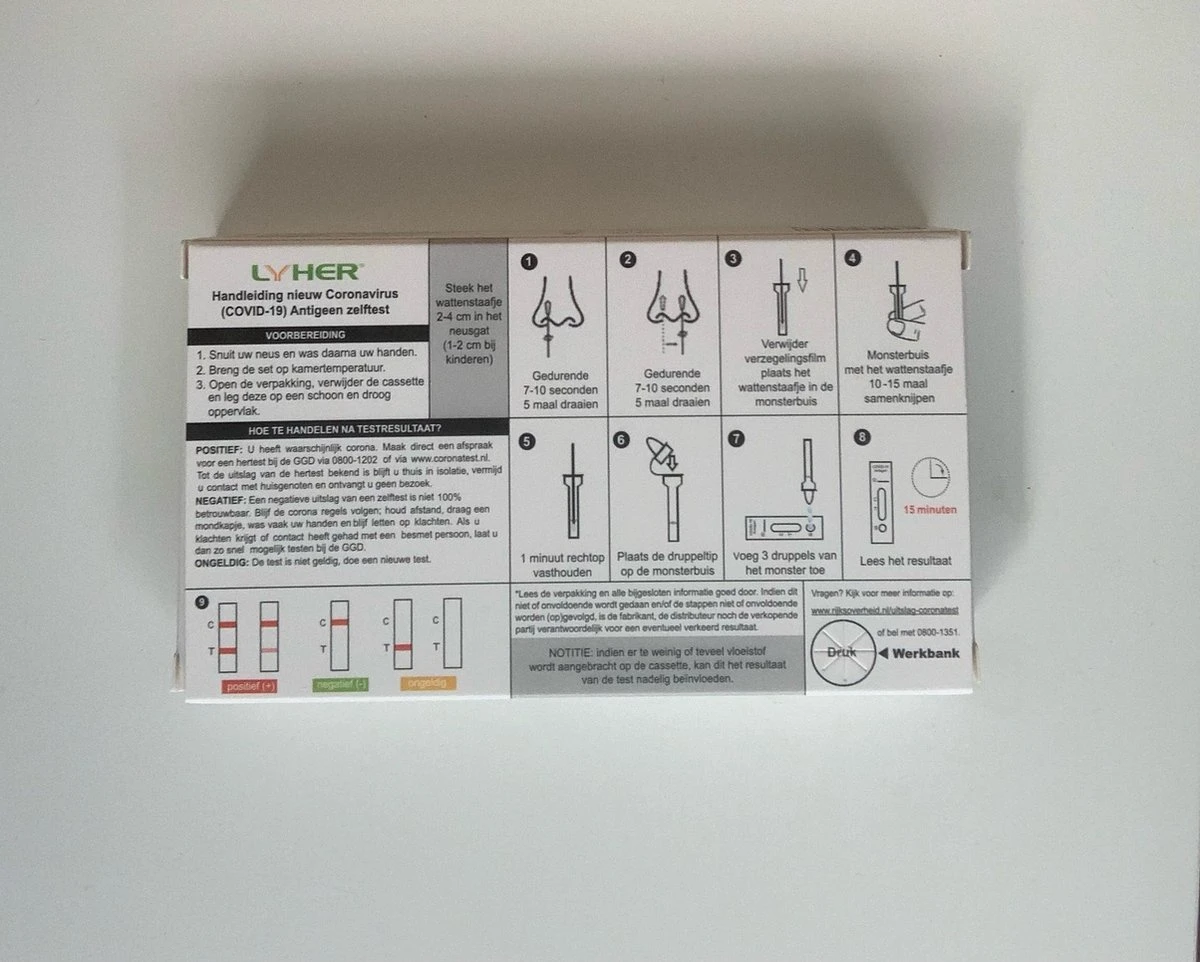 LYHER
Handleiding nieuw Coronavirus
(COVID-19) Antigeen zelftest
VOORBEREIDING
1. Snuit uw neus en was daarna uw handen.
2. Breng de set op kamertemperatuur.
3. Open de verpakking, verwijder de cassette
en leg deze op een schoon en droog
oppervlak.
Steek het
wattenstaafje
2-4 cm in het
neusgat
(1-2 cm bij
kinderen)
HOE TE HANDELEN NA TESTRESULTAAT?
POSITIEF: U heeft waarschijnlijk corona. Maak direct een afspraak
voor een hertest bij de GGD via 0800-1202 of via www.coronatest.nl.
Tot de uitslag van de hertest bekend is blijft u thuis in isolatie, vermijd
u contact met huisgenoten en ontvangt u geen bezoek.
NEGATIEF: Een negatieve uitslag van een zelftest is niet 100%
betrouwbaar. Blijf de corona regels volgen; houd afstand, draag een
mondkapje, was vaak uw handen en blijf letten op klachten. Als u
klachten krijgt of contact heeft gehad met een besmet persoon, laat u
dan zo snel mogelijk testen bij de GGD.
ONGELDIG: De test is niet geldig, doe een nieuwe test.
1
Gedurende
7-10 seconden
5 maal draaien
2
Gedurende
7-10 seconden
5 maal draaien
3
Verwijder
verzegelingsfilm
plaats het
wattenstaafje in de
monsterbuis
4
Monsterbuis
met het wattenstaafje
10-15 maal
samenknijpen
5
1 minuut rechtop
vasthouden
6
Plaats de druppeltip
op de monsterbuis
7
Voeg 3 druppels van
het monster toe
8
15 minuten
Lees het resultaat
9
C
T
positief (+)
C
T
negatief (-)
C
T
C
T
ongeldig
*Lees de verpakking en alle bijgesloten informatie goed door. Indien dit
niet of onvoldoende wordt gedaan en/of de stappen niet of onvoldoende
worden (op)gevolgd, is de fabrikant, de distributeur noch de verkopende
partij verantwoordelijk voor een eventueel verkeerd resultaat.
NOTITIE: indien er te weinig of teveel vloeistof
wordt aangebracht op de cassette, kan dit het resultaat
van de test nadelig beïnvloeden.
Vragen? Kijk voor meer informatie op:
www.rijksoverheid.nl/uitslag-coronatest
of bel met 0800-1351.
Druk
Werkbank